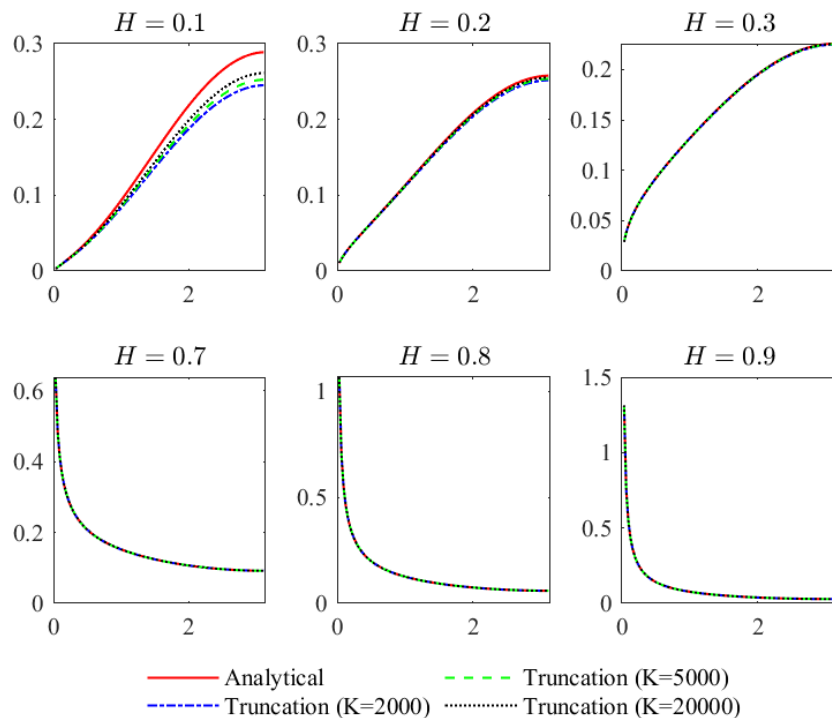 H = 0.1 H = 0.2 H = 0.3
0.3 0.3
0.2
0.2 0.2
0.15
0.1 0.1 0.1
0.05
0 0 0
0 2 0 2 0 2
H = 0.7 H = 0.8 H = 0.9
0.6 1 1.5
0.4 1
0.5
0.2 0.5
0 0 0
0 2 0 2 0 2
Analytical Truncation (K=5000)
Truncation (K=2000) Truncation (K=20000)